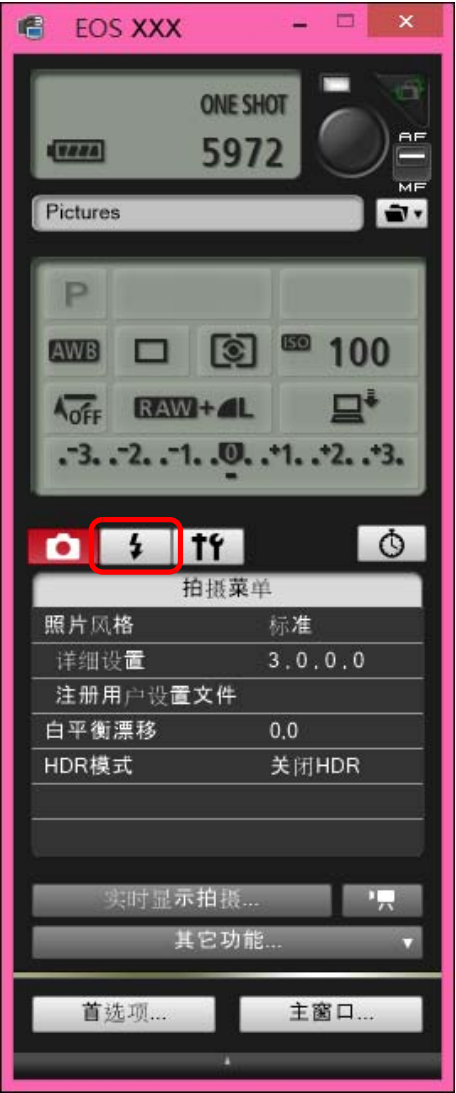 EOS XXX
ONE SHOT
5972
AF
MF
Pictures
P
AWB
ISO 100
OFF RAW+L
.-3. .-2. .-1. .0. .+1. .+2. .+3.
拍摄菜单
照片风格 标准
详细设置 3,0,0,0
注册用户设置文件
白平衡漂移 0,0
HDR模式 关闭HDR
实时显示拍摄...
其它功能...
首选项... 主窗口...